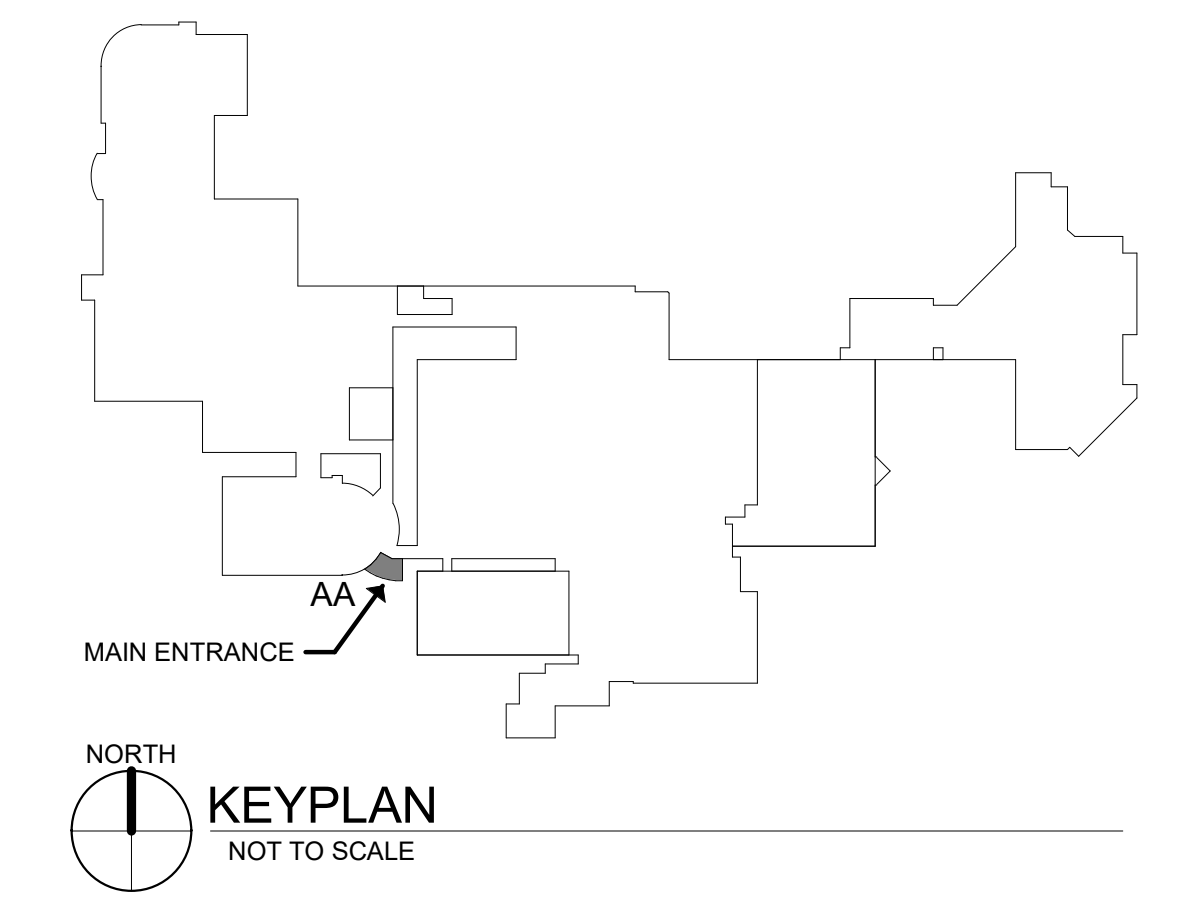 AA
MAIN ENTRANCE
NORTH
KEYPLAN
NOT TO SCALE